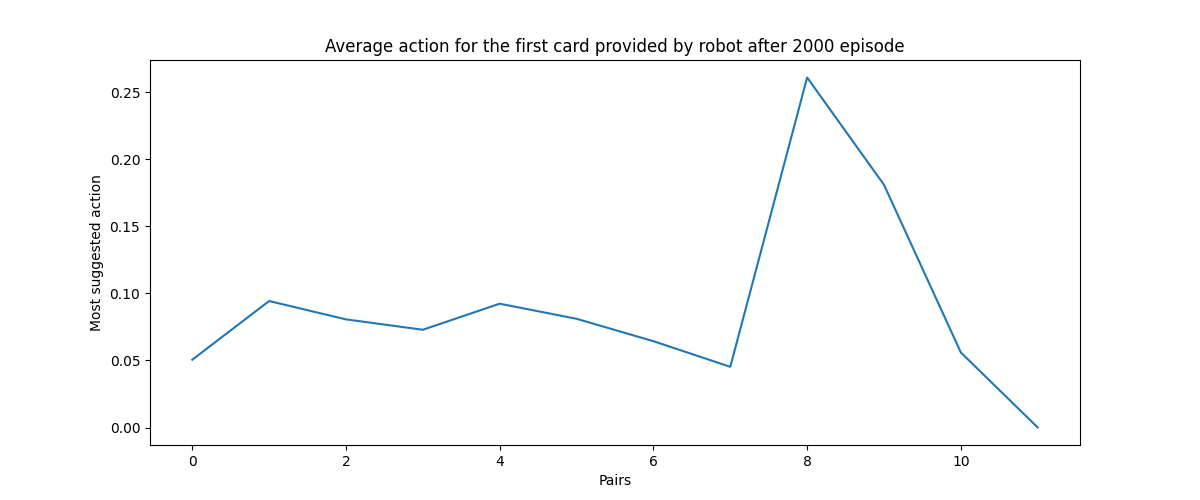 Average action for the first card provided by robot after 2000 episode
Most suggested action
0.25
0.20
0.15
0.10
0.05
0.00
0 2 4 6 8 10
Pairs